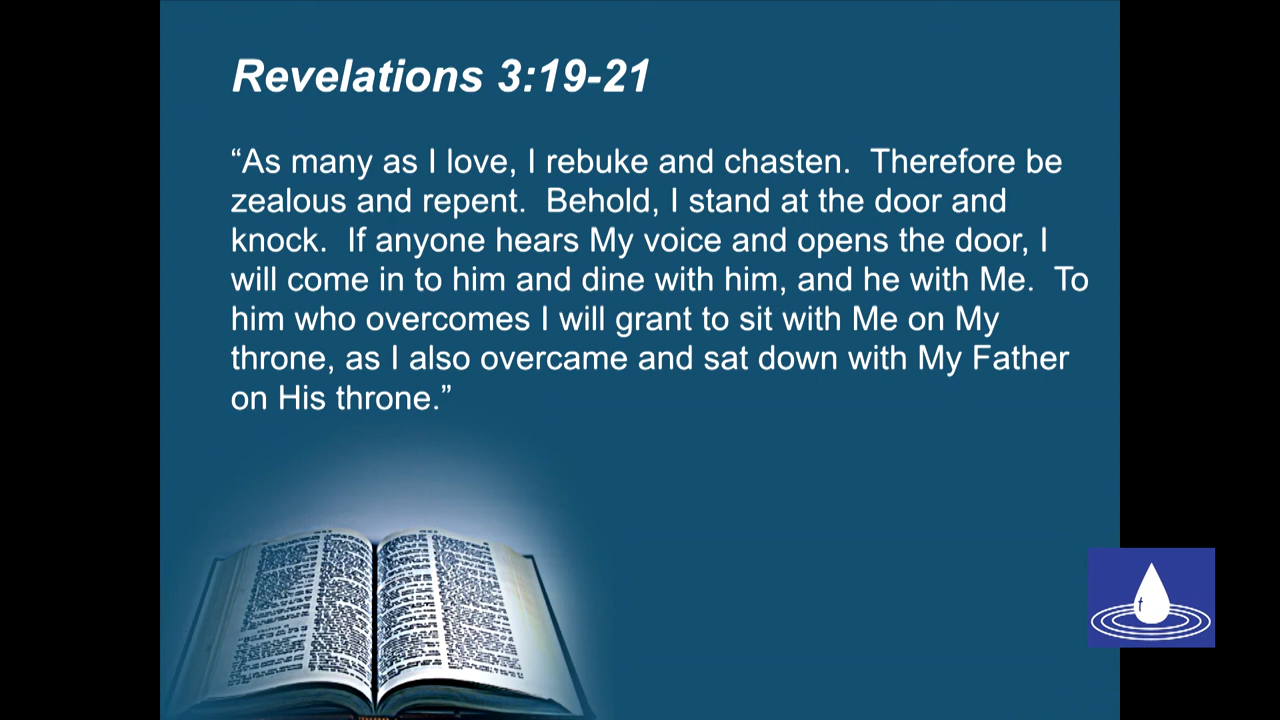 Revelations 3:19-21
“As many as I love, I rebuke and chasten.  Therefore be
zealous and repent.  Behold, I stand at the door and
knock.  If anyone hears My voice and opens the door, I
will come in to him and dine with him, and he with Me.  To
him who overcomes I will grant to sit with Me on My
throne, as I also overcame and sat down with My Father
on His throne.”
t